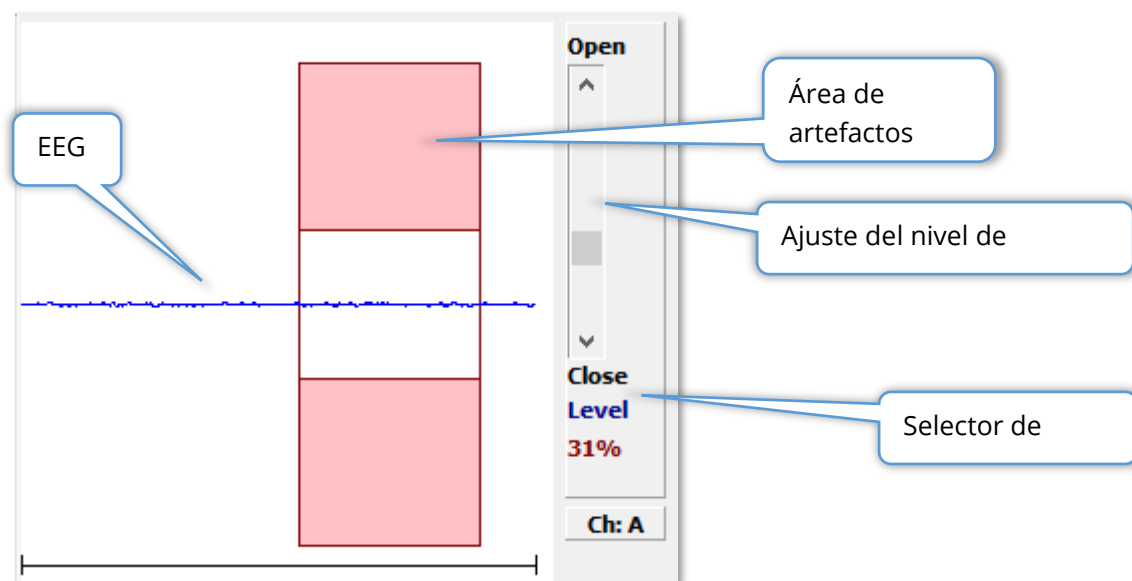 Open
Área de
artefactos
EEG
Ajuste del nivel de
Close
Level
Selector de
31%
Ch: A